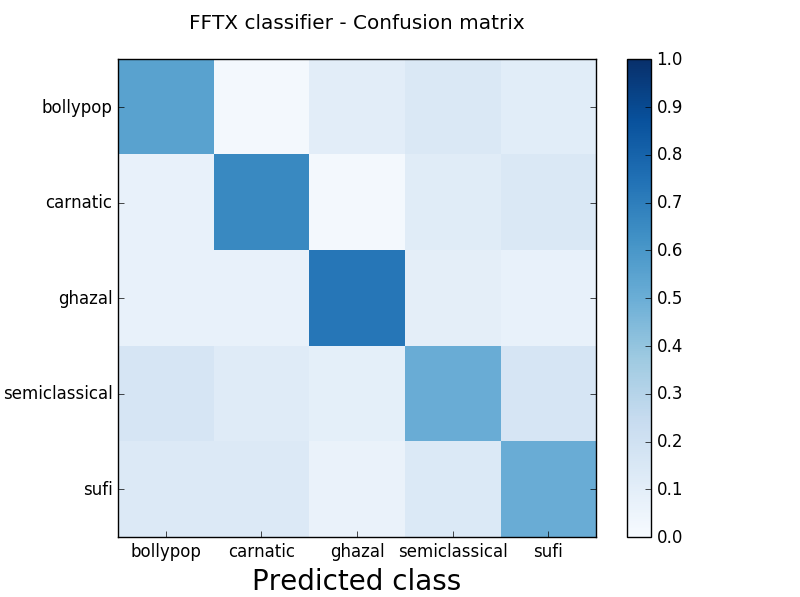 FFTX classifier - Confusion matrix
bollypop
carnatic
ghazal
semiclassical
sufi
bollypop carnatic ghazal semiclassical sufi
Predicted class
1.0
0.9
0.8
0.7
0.6
0.5
0.4
0.3
0.2
0.1
0.0